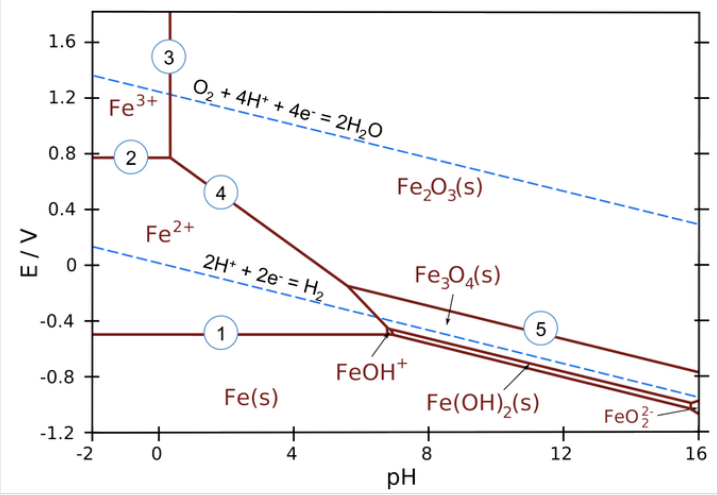 1.6
1.2
0.8
0.4
0
-0.4
-0.8
-1.2
E / V
-2
0
4
8
12
16
pH
3
O₂ + 4H⁺ + 4e⁻ = 2H₂O
Fe³⁺
2
4
Fe₂O₃(s)
Fe²⁺
2H⁺ + 2e⁻ = H₂
Fe₃O₄(s)
1
5
FeOH⁺
Fe(s)
Fe(OH)₂(s)
FeO₂²⁻